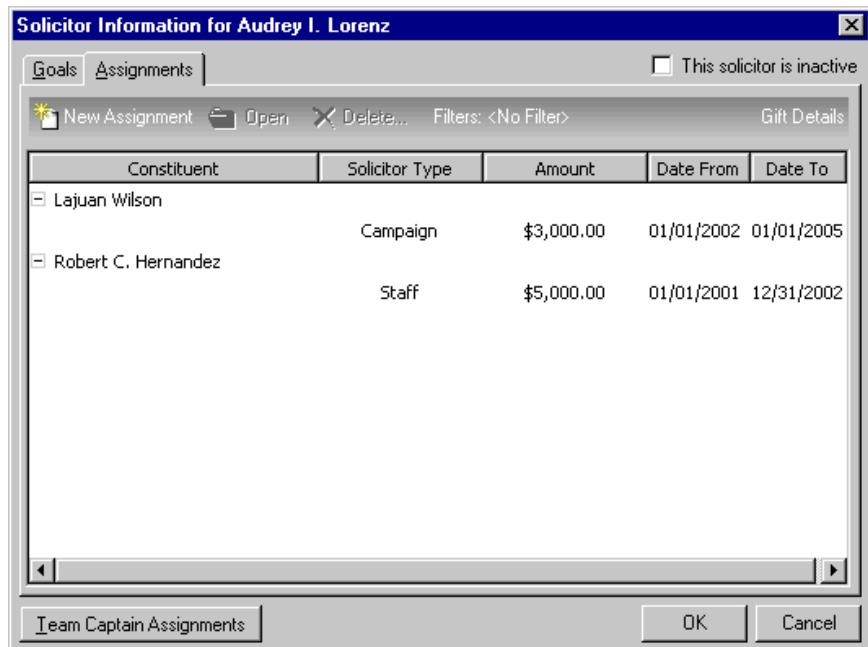 Solicitor Information for Audrey I. Lorenz
Goals Assignments This solicitor is inactive
New Assignment Open Delete... Filters: <No Filter> Gift Details
Constituent Solicitor Type Amount Date From Date To
Lajuan Wilson
Campaign $3,000.00 01/01/2002 01/01/2005
Robert C. Hernandez
Staff $5,000.00 01/01/2001 12/31/2002
Team Captain Assignments OK Cancel